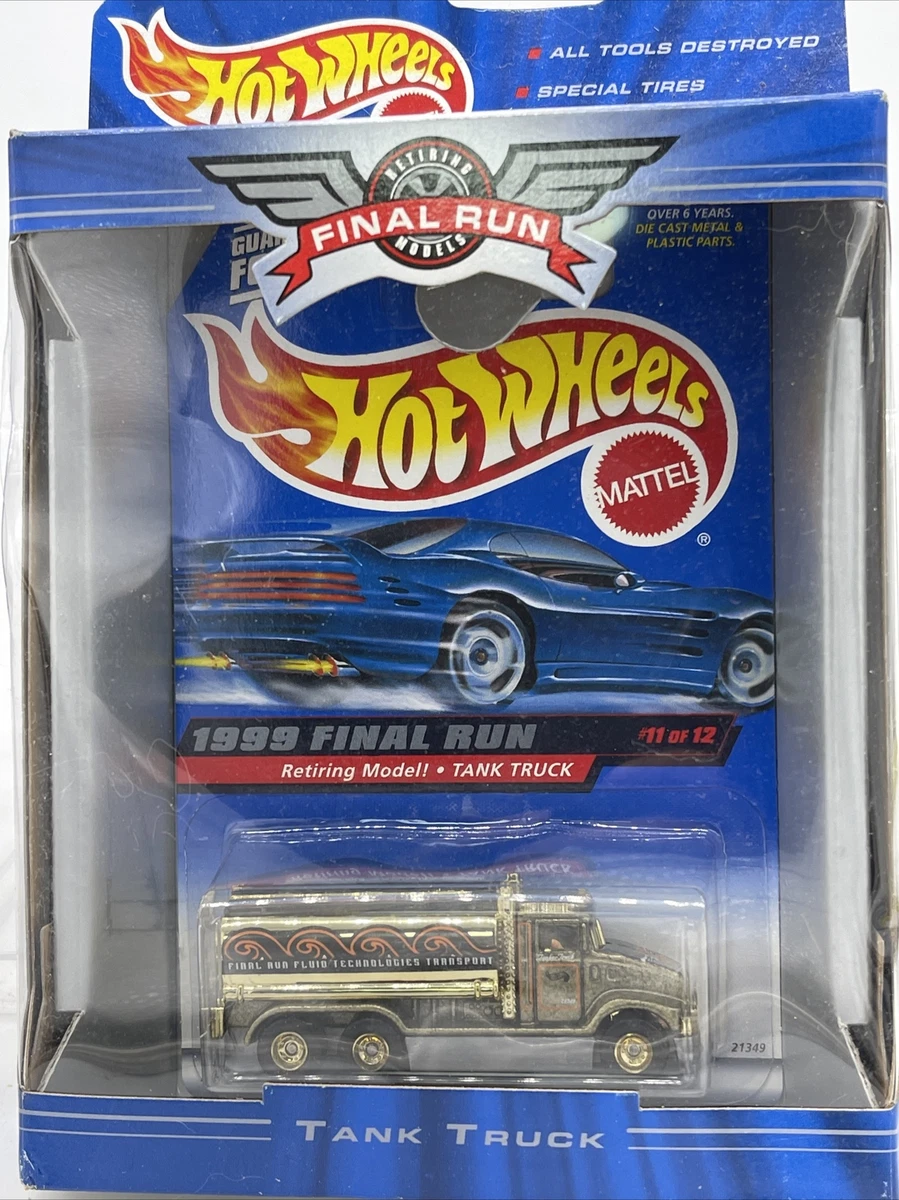 HOT WHEELS
ALL TOOLS DESTROYED
SPECIAL TIRES
RETIRING
FINAL RUN
MODELS
OVER 6 YEARS.
DIE CAST METAL &
PLASTIC PARTS.
HOT WHEELS
MATTEL
®
1999 FINAL RUN
#11 OF 12
Retiring Model! • TANK TRUCK
FINAL RUN FLUID TECHNOLOGIES TRANSPORT
21349
TANK TRUCK